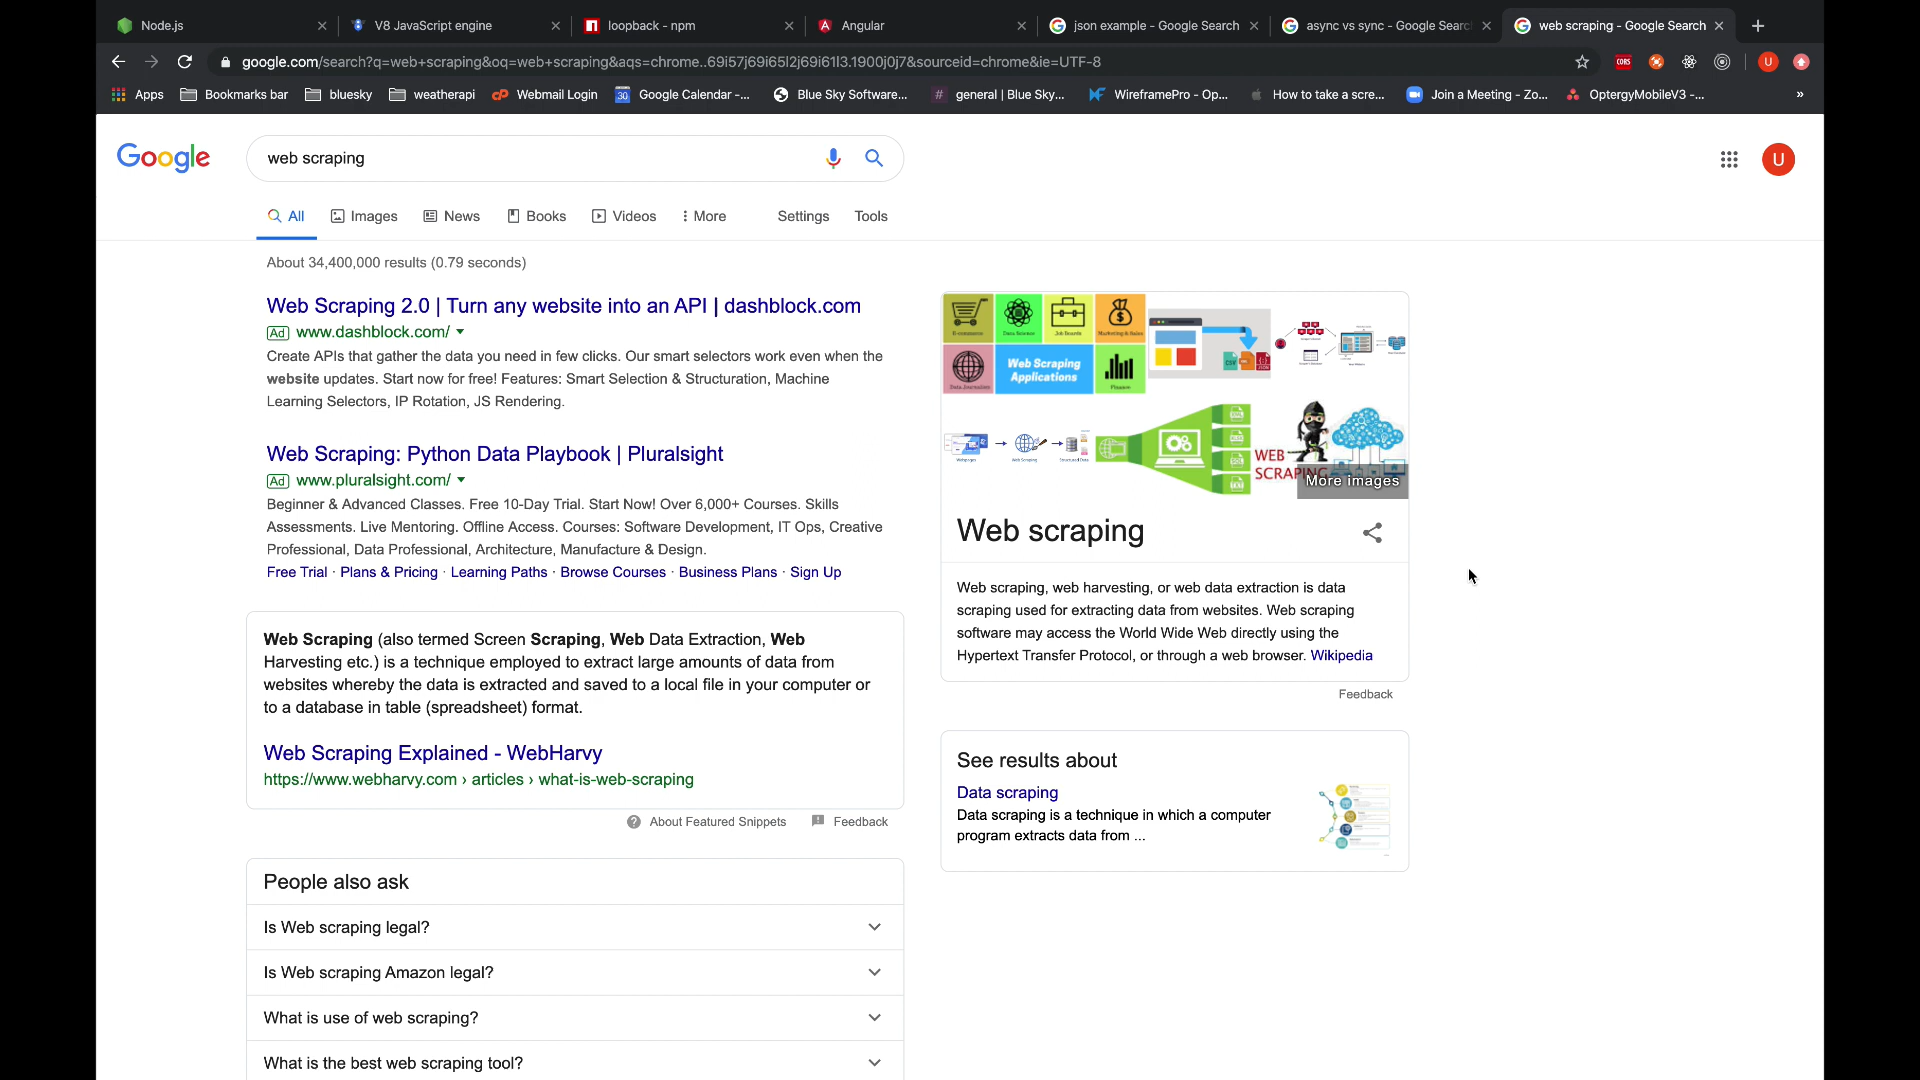 Node.js
V8 JavaScript engine
loopback - npm
Angular
json example - Google Search
async vs sync - Google Searc
web scraping - Google Search
google.com/search?q=web+scraping&oq=web+scraping&aqs=chrome..69i57j69i65l2j69i61l3.1900j0j7&sourceid=chrome&ie=UTF-8
CORS
U
Apps
Bookmarks bar
bluesky
weatherapi
Webmail Login
Google Calendar -...
Blue Sky Software...
general | Blue Sky...
WireframePro - Op...
How to take a scre...
Join a Meeting - Zo...
OptergyMobileV3 -...
»
Google
web scraping
U
All
Images
News
Books
Videos
More
Settings
Tools
About 34,400,000 results (0.79 seconds)
Web Scraping 2.0 | Turn any website into an API | dashblock.com
Ad www.dashblock.com/
Create APIs that gather the data you need in few clicks. Our smart selectors work even when the
website updates. Start now for free! Features: Smart Selection & Structuration, Machine
Learning Selectors, IP Rotation, JS Rendering.
Web Scraping: Python Data Playbook | Pluralsight
Ad www.pluralsight.com/
Beginner & Advanced Classes. Free 10-Day Trial. Start Now! Over 6,000+ Courses. Skills
Assessments. Live Mentoring. Offline Access. Courses: Software Development, IT Ops, Creative
Professional, Data Professional, Architecture, Manufacture & Design.
Free Trial · Plans & Pricing · Learning Paths · Browse Courses · Business Plans · Sign Up
Web Scraping (also termed Screen Scraping, Web Data Extraction, Web
Harvesting etc.) is a technique employed to extract large amounts of data from
websites whereby the data is extracted and saved to a local file in your computer or
to a database in table (spreadsheet) format.
Web Scraping Explained - WebHarvy
https://www.webharvy.com › articles › what-is-web-scraping
About Featured Snippets
Feedback
People also ask
Is Web scraping legal?
Is Web scraping Amazon legal?
What is use of web scraping?
What is the best web scraping tool?
E-commerce
Data Science
Job Boards
Marketing & Sales
Data Journalism
Web Scraping
Applications
Finance
WEB
SCRAPING
More images
Web scraping
Web scraping, web harvesting, or web data extraction is data
scraping used for extracting data from websites. Web scraping
software may access the World Wide Web directly using the
Hypertext Transfer Protocol, or through a web browser. Wikipedia
Feedback
See results about
Data scraping
Data scraping is a technique in which a computer
program extracts data from ...